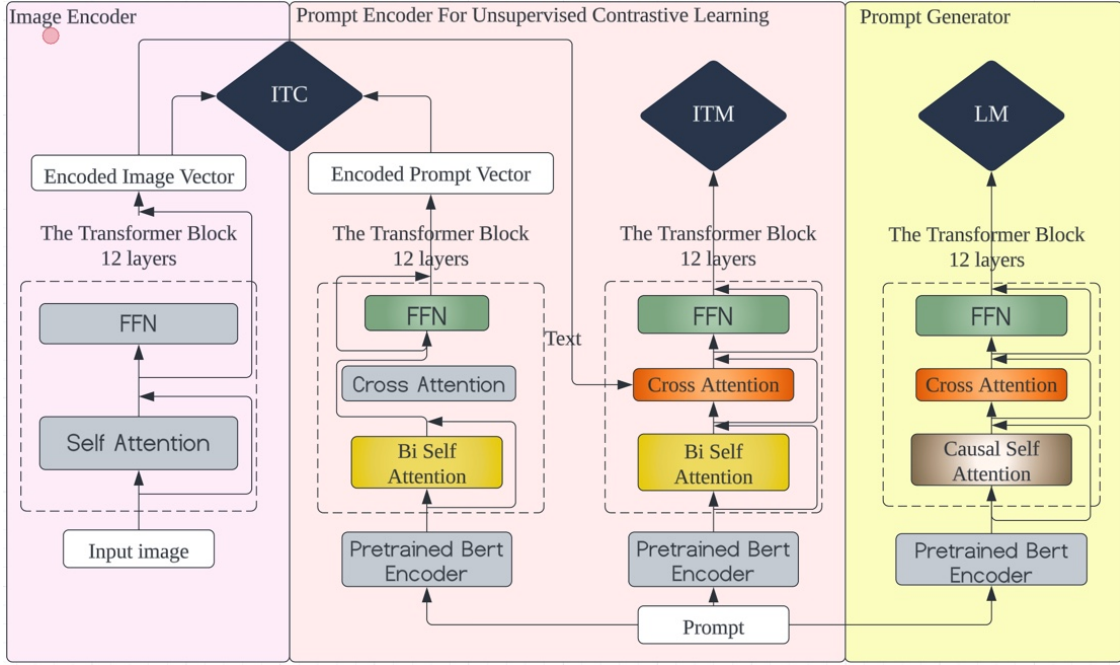 Image Encoder
Prompt Encoder For Unsupervised Contrastive Learning
Prompt Generator
ITC
ITM
LM
Encoded Image Vector
Encoded Prompt Vector
The Transformer Block
12 layers
The Transformer Block
12 layers
The Transformer Block
12 layers
The Transformer Block
12 layers
FFN
FFN
FFN
FFN
Text
Cross Attention
Cross Attention
Cross Attention
Self Attention
Bi Self
Attention
Bi Self
Attention
Causal Self
Attention
Input image
Pretrained Bert
Encoder
Pretrained Bert
Encoder
Pretrained Bert
Encoder
Prompt